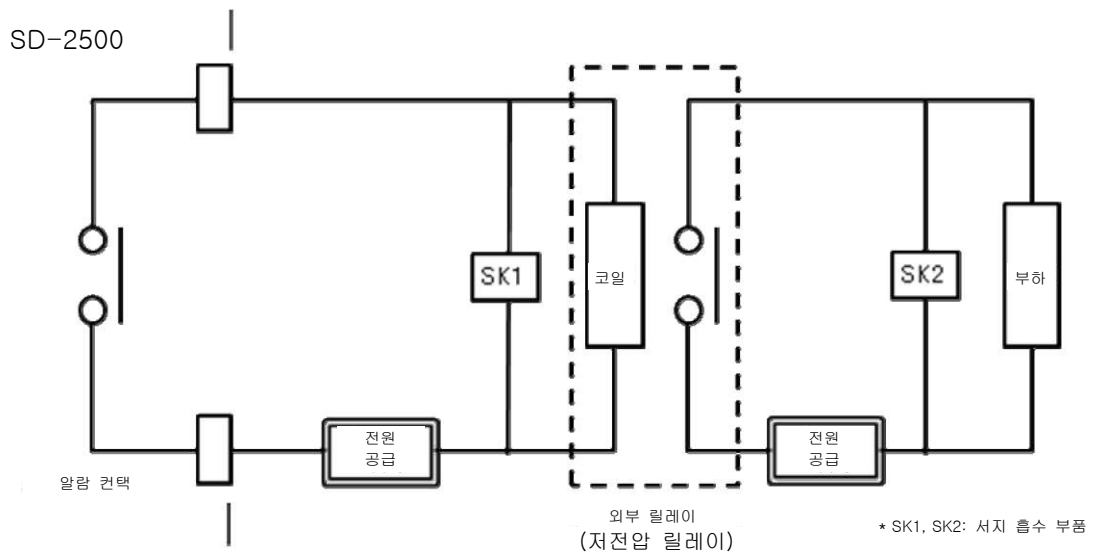 SD-2500
SK1
코일
SK2
부하
전원
공급
전원
공급
알람 컨택
외부 릴레이
(저전압 릴레이)
* SK1, SK2: 서지 흡수 부품